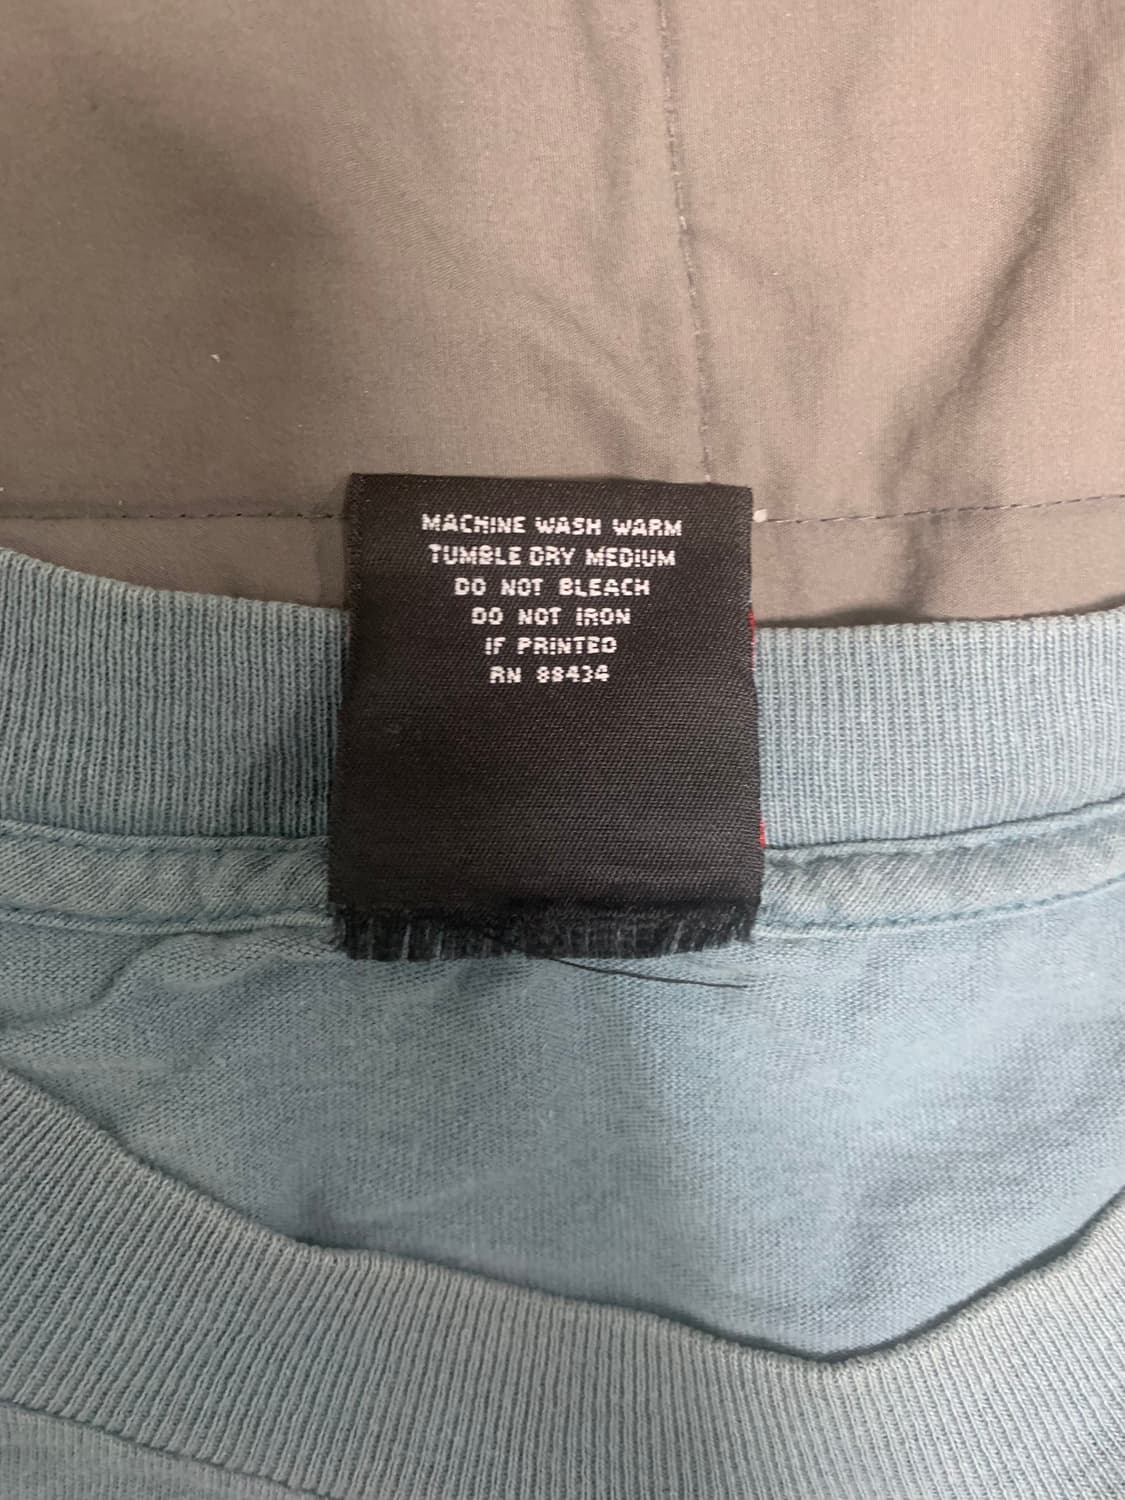 MACHINE WASH WARM
TUMBLE DRY MEDIUM
DO NOT BLEACH
DO NOT IRON
IF PRINTED
RN 88434